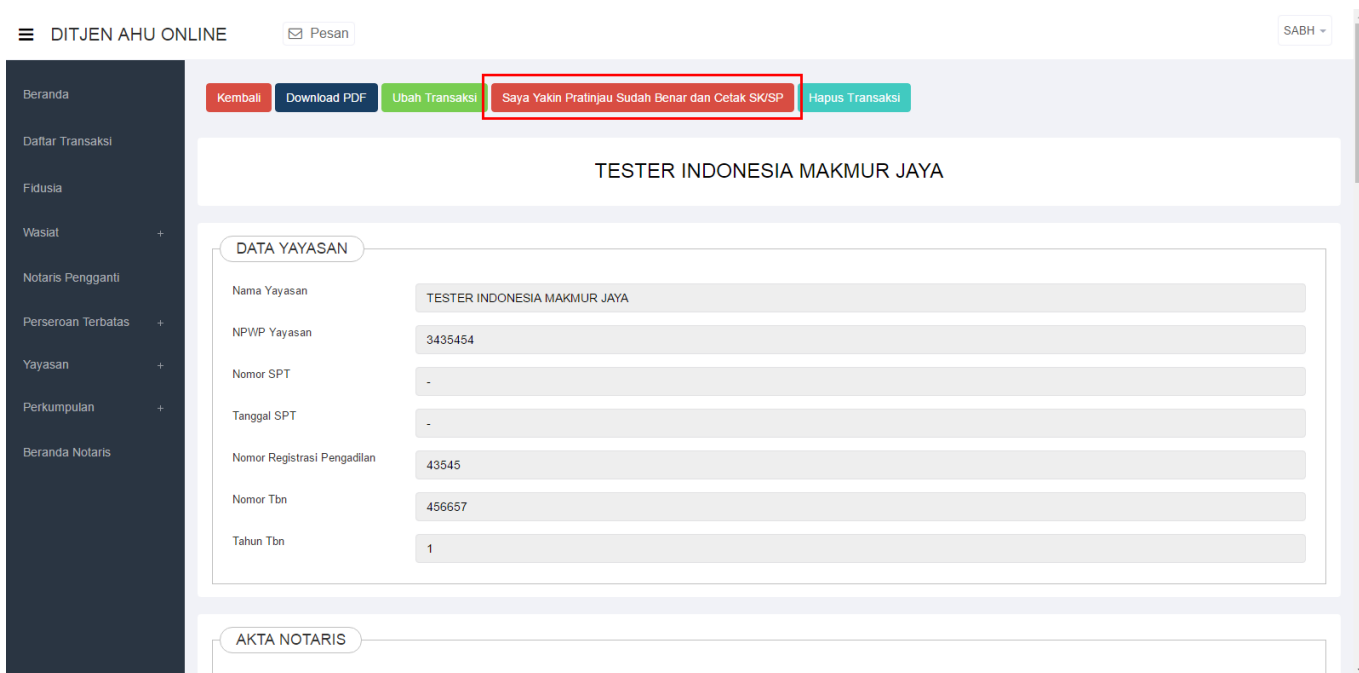 DITJEN AHU ONLINE
Pesan
SABH
Beranda
Daftar Transaksi
Fidusia
Wasiat +
Notaris Pengganti
Perseroan Terbatas +
Yayasan +
Perkumpulan +
Beranda Notaris
Kembali Download PDF Ubah Transaksi Saya Yakin Pratinjau Sudah Benar dan Cetak SK/SP Hapus Transaksi
TESTER INDONESIA MAKMUR JAYA
DATA YAYASAN
Nama Yayasan TESTER INDONESIA MAKMUR JAYA
NPWP Yayasan 3435454
Nomor SPT -
Tanggal SPT -
Nomor Registrasi Pengadilan 43545
Nomor Tbn 456657
Tahun Tbn 1
AKTA NOTARIS